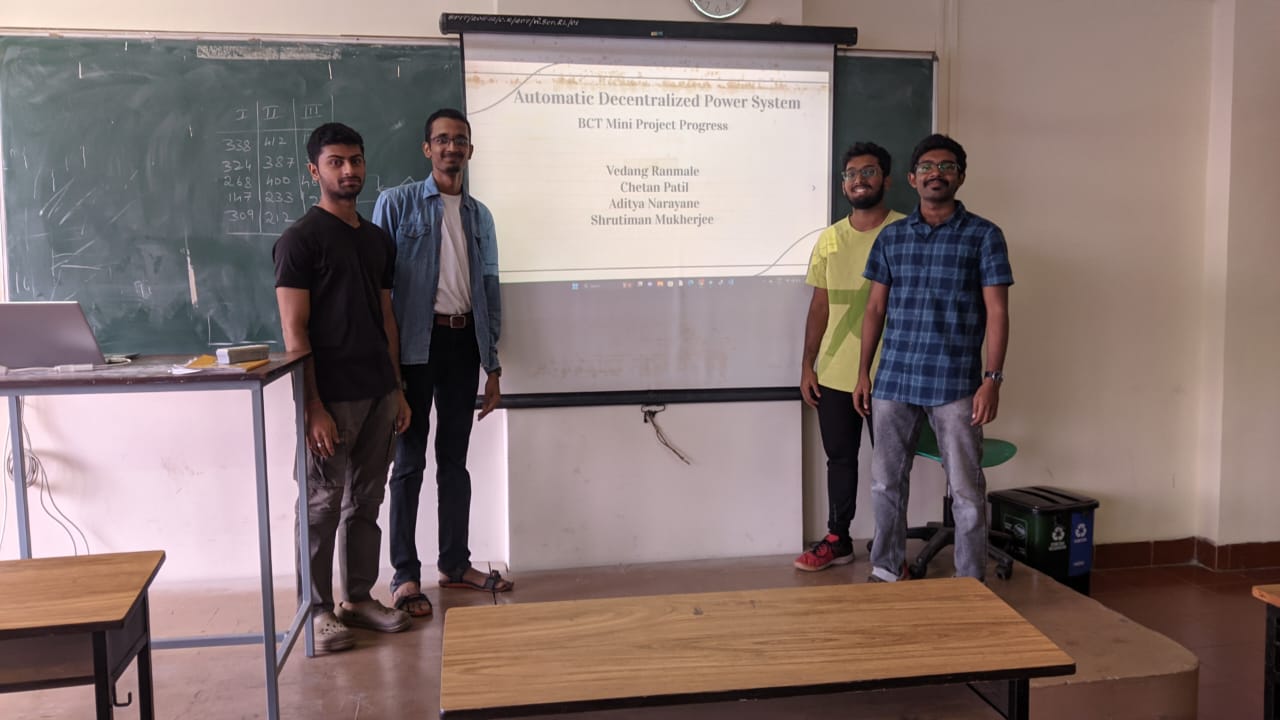 Automatic Decentralized Power System
BCT Mini Project Progress
Vedang Ranmale
Chetan Patil
Aditya Narayane
Shrutiman Mukherjee
I II III
338 412
324 387
268 400
147 233
309 212